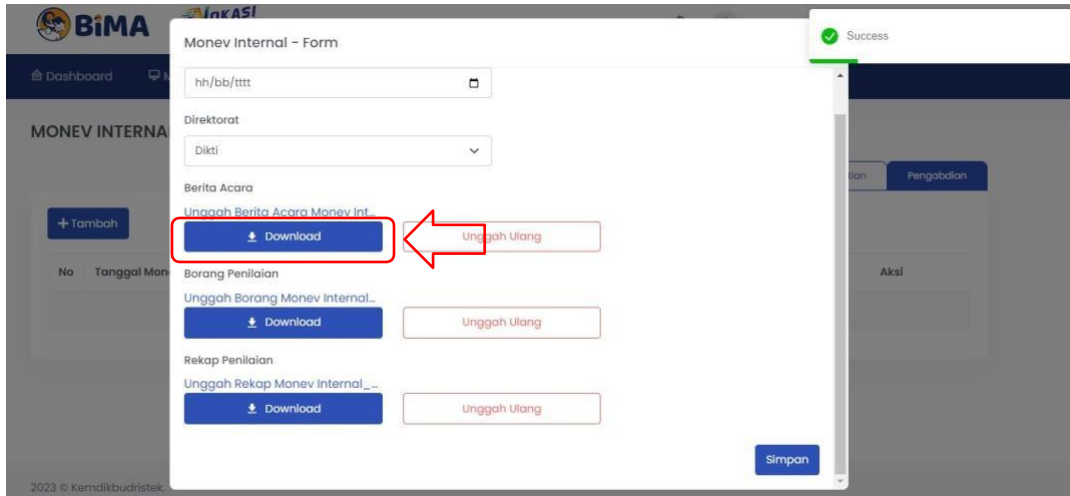 BiMA
Monev Internal - Form
Success
Dashboard
hh/bb/tttt
Direktorat
MONEV INTERNA
Dikti
Pengabdian
Berita Acara
Unggah Berita Acara Monev Int...
+ Tambah
Download
Unggah Ulang
No
Tanggal Mon
Aksi
Borang Penilaian
Unggah Borang Monev Internal...
Download
Unggah Ulang
Rekap Penilaian
Unggah Rekap Monev Internal_...
Download
Unggah Ulang
Simpan
2023 © Kemdikbudristek.